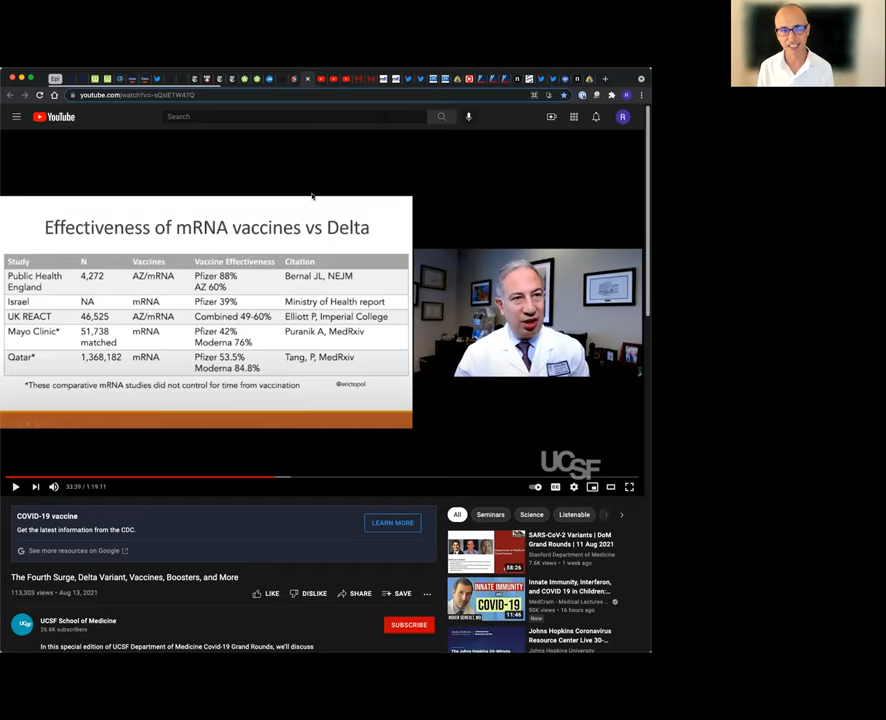 Epi
youtube.com/watch?v=-sQsIETW47Q
YouTube
Search
R
Effectiveness of mRNA vaccines vs Delta
Study N Vaccines Vaccine Effectiveness Citation
Public Health England 4,272 AZ/mRNA Pfizer 88% AZ 60% Bernal JL, NEJM
Israel NA mRNA Pfizer 39% Ministry of Health report
UK REACT 46,525 AZ/mRNA Combined 49-60% Elliott P, Imperial College
Mayo Clinic* 51,738 matched mRNA Pfizer 42% Moderna 76% Puranik A, MedRxiv
Qatar* 1,368,182 mRNA Pfizer 53.5% Moderna 84.8% Tang, P, MedRxiv
*These comparative mRNA studies did not control for time from vaccination @erictopol
UCSF
33:39 / 1:19:11
COVID-19 vaccine
Get the latest information from the CDC.
LEARN MORE
See more resources on Google
The Fourth Surge, Delta Variant, Vaccines, Boosters, and More
113,303 views • Aug 13, 2021
LIKE DISLIKE SHARE SAVE
UCSF School of Medicine
26.6K subscribers
SUBSCRIBE
In this special edition of UCSF Department of Medicine Covid-19 Grand Rounds, we'll discuss
All Seminars Science Listenable
SARS-CoV-2 Variants | DoM
Grand Rounds | 11 Aug 2021
Stanford Department of Medicine
7.6K views • 1 week ago
58:26
Innate Immunity, Interferon,
and COVID 19 in Children:...
MedCram - Medical Lectures ...
50K views • 16 hours ago
New
INNATE IMMUNITY
COVID-19
11:46
Johns Hopkins Coronavirus
Resource Center Live 30-
Johns Hopkins University